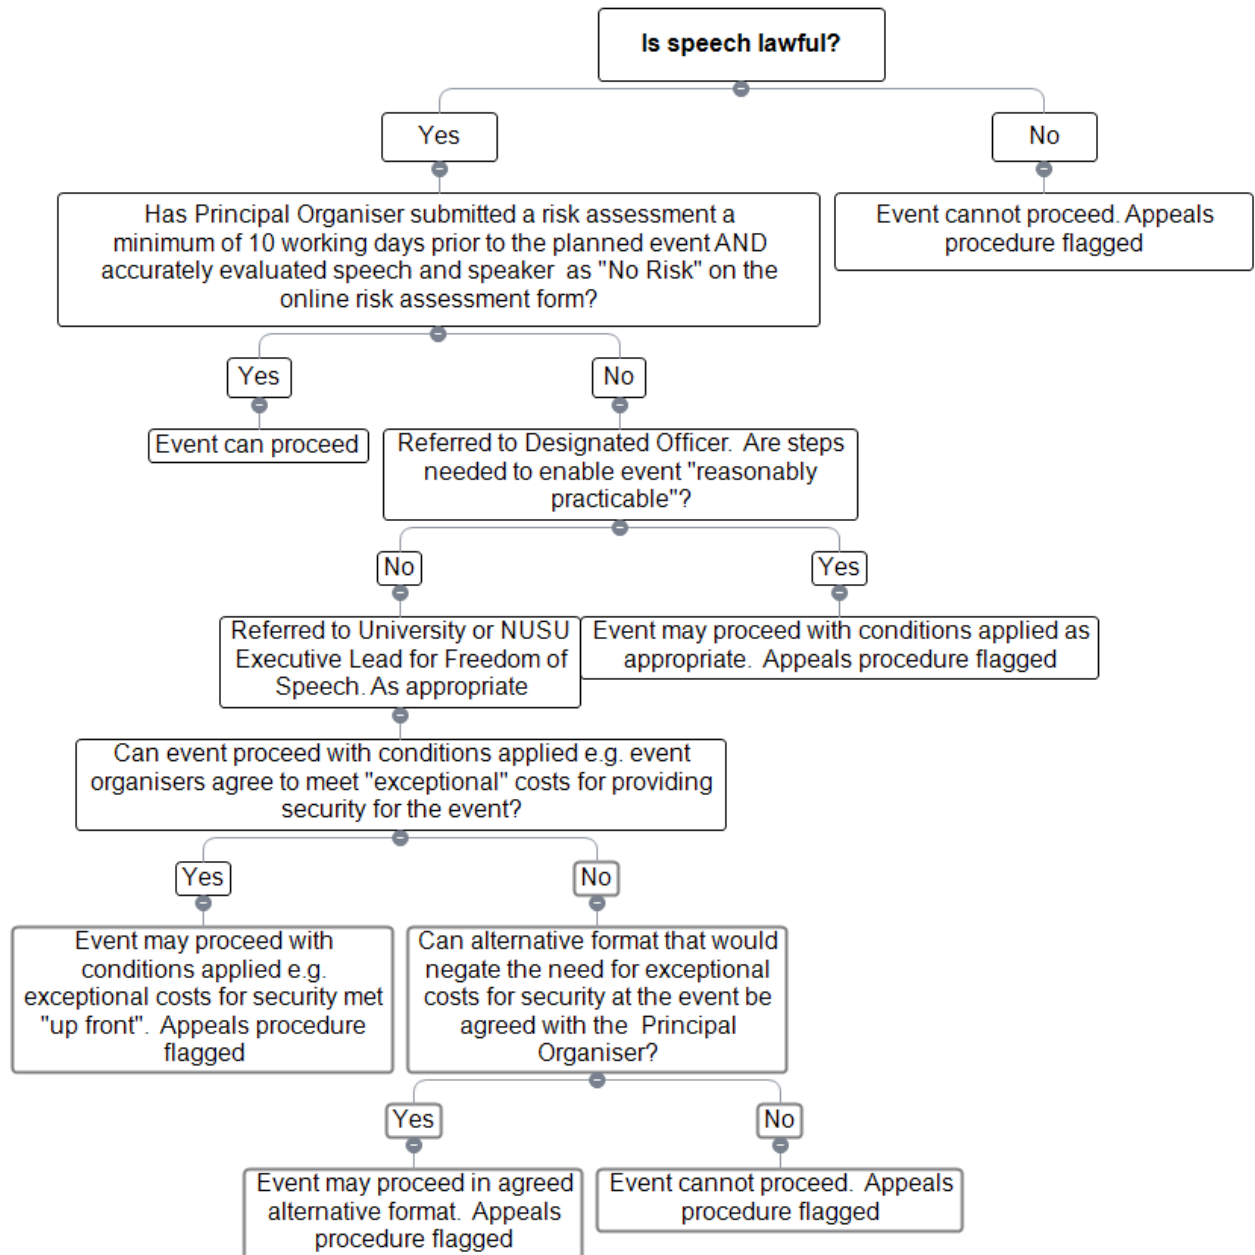 Is speech lawful?
Yes
No
Has Principal Organiser submitted a risk assessment a
minimum of 10 working days prior to the planned event AND
accurately evaluated speech and speaker  as "No Risk" on the
online risk assessment form?
Event cannot proceed. Appeals
procedure flagged
Yes
No
Event can proceed
Referred to Designated Officer.  Are steps
needed to enable event "reasonably
practicable"?
No
Yes
Referred to University or NUSU
Executive Lead for Freedom of
Speech. As appropriate
Event may proceed with conditions applied as
appropriate.  Appeals procedure flagged
Can event proceed with conditions applied e.g. event
organisers agree to meet "exceptional" costs for providing
security for the event?
Yes
No
Event may proceed with
conditions applied e.g.
exceptional costs for security met
"up front".  Appeals procedure
flagged
Can alternative format that would
negate the need for exceptional
costs for security at the event be
agreed with the  Principal
Organiser?
Yes
No
Event may proceed in agreed
alternative format.  Appeals
procedure flagged
Event cannot proceed.  Appeals
procedure flagged